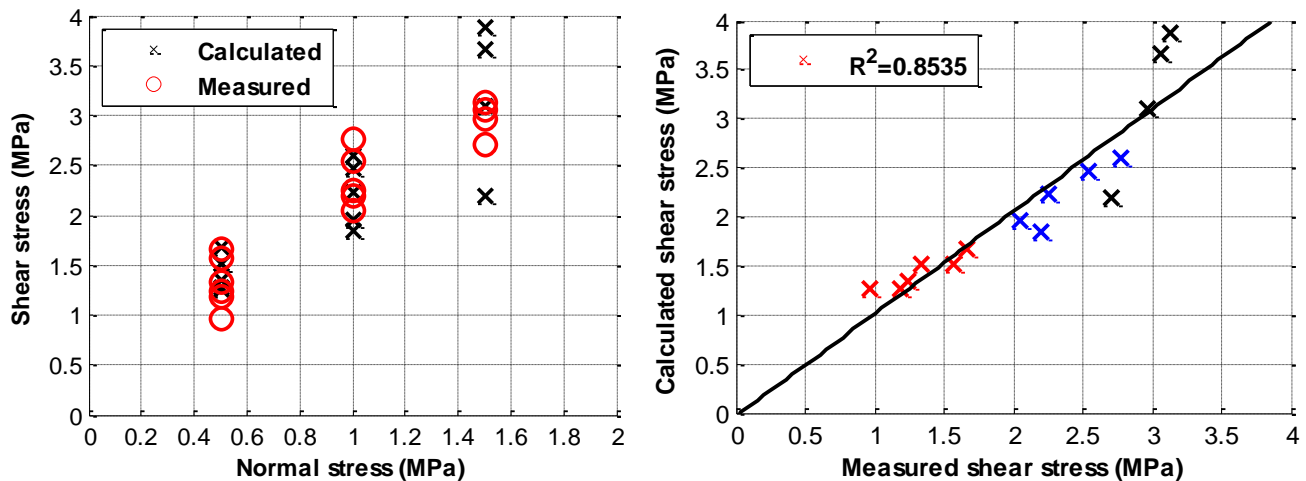 4
3.5
3
2.5
2
1.5
1
0.5
0
Shear stress (MPa)
Calculated
Measured
0 0.2 0.4 0.6 0.8 1 1.2 1.4 1.6 1.8 2
Normal stress (MPa)
4
3.5
3
2.5
2
1.5
1
0.5
0
Calculated shear stress (MPa)
R²=0.8535
0 0.5 1 1.5 2 2.5 3 3.5 4
Measured shear stress (MPa)